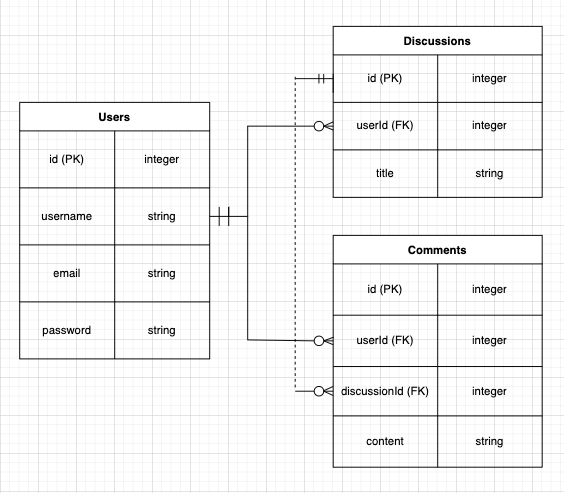 Users
id (PK) integer
username string
email string
password string
Discussions
id (PK) integer
userId (FK) integer
title string
Comments
id (PK) integer
userId (FK) integer
discussionId (FK) integer
content string